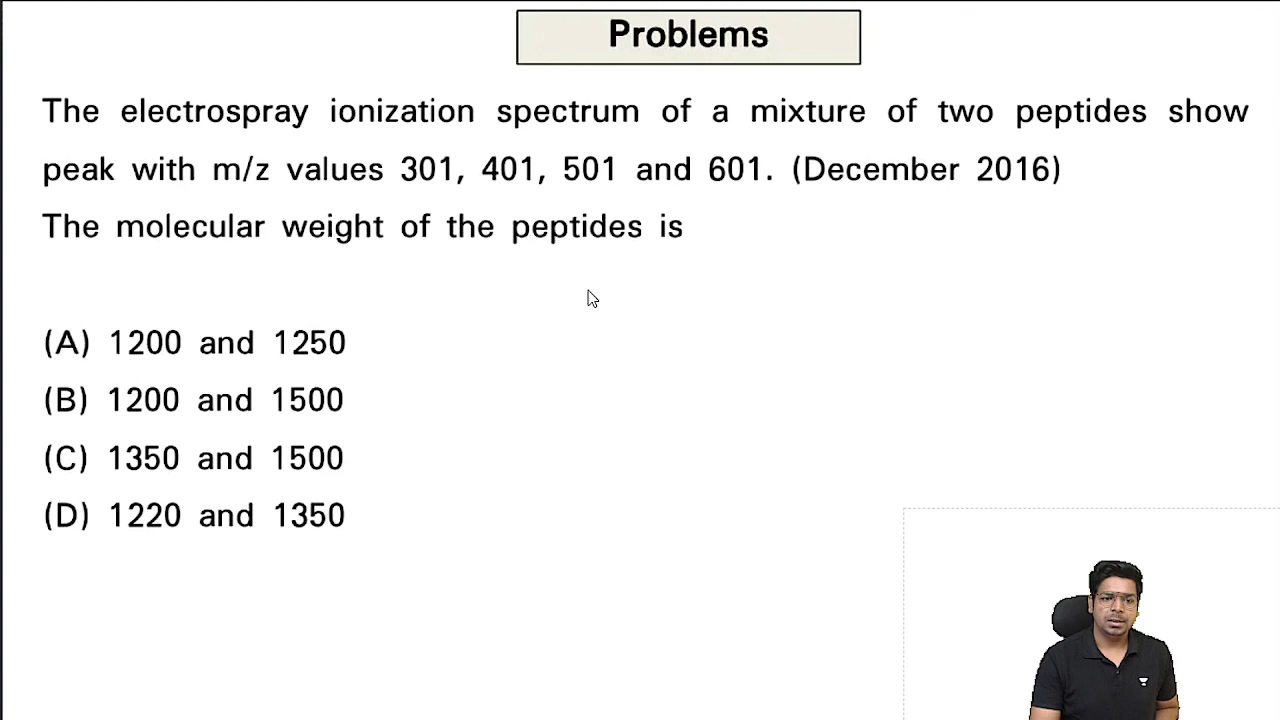 Problems
The electrospray ionization spectrum of a mixture of two peptides show
peak with m/z values 301, 401, 501 and 601. (December 2016)
The molecular weight of the peptides is
(A) 1200 and 1250
(B) 1200 and 1500
(C) 1350 and 1500
(D) 1220 and 1350